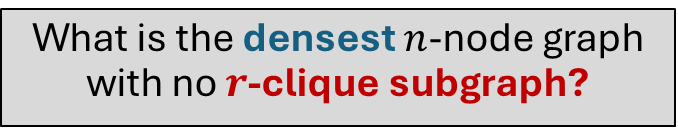 What is the densest n-node graph
with no r-clique subgraph?